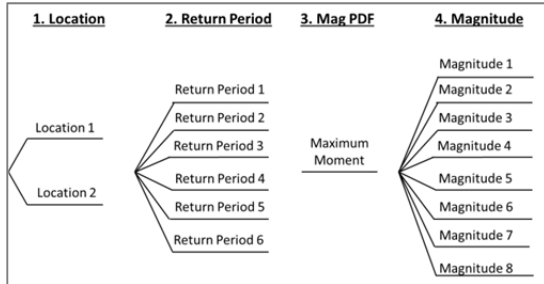 1. Location
2. Return Period
3. Mag PDF
4. Magnitude
Location 1
Location 2
Return Period 1
Return Period 2
Return Period 3
Return Period 4
Return Period 5
Return Period 6
Maximum
Moment
Magnitude 1
Magnitude 2
Magnitude 3
Magnitude 4
Magnitude 5
Magnitude 6
Magnitude 7
Magnitude 8